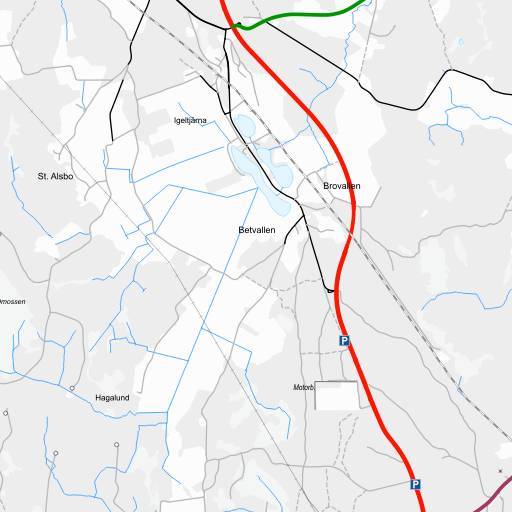 Igeltjärna
St. Alsbo
Brovallen
Betvallen
P
Motorb
Hagalund
P